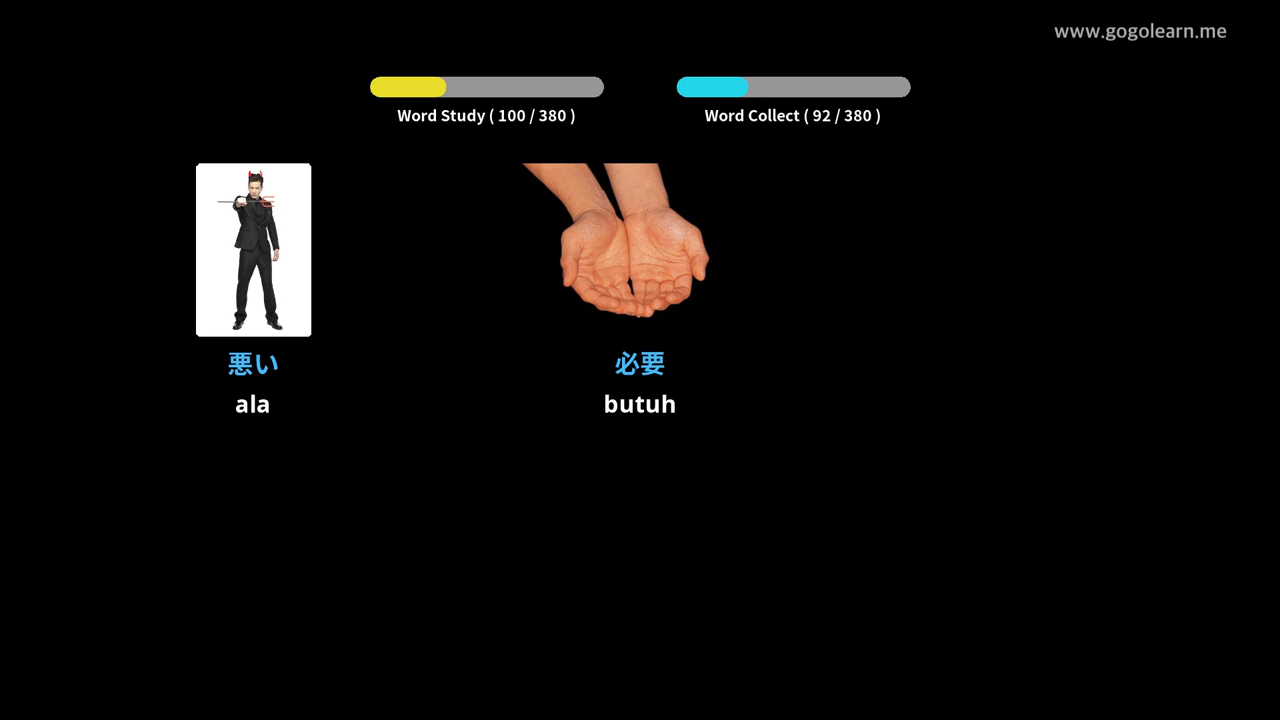 www.gogolearn.me
Word Study ( 100 / 380 )
Word Collect ( 92 / 380 )
悪い
ala
必要
butuh